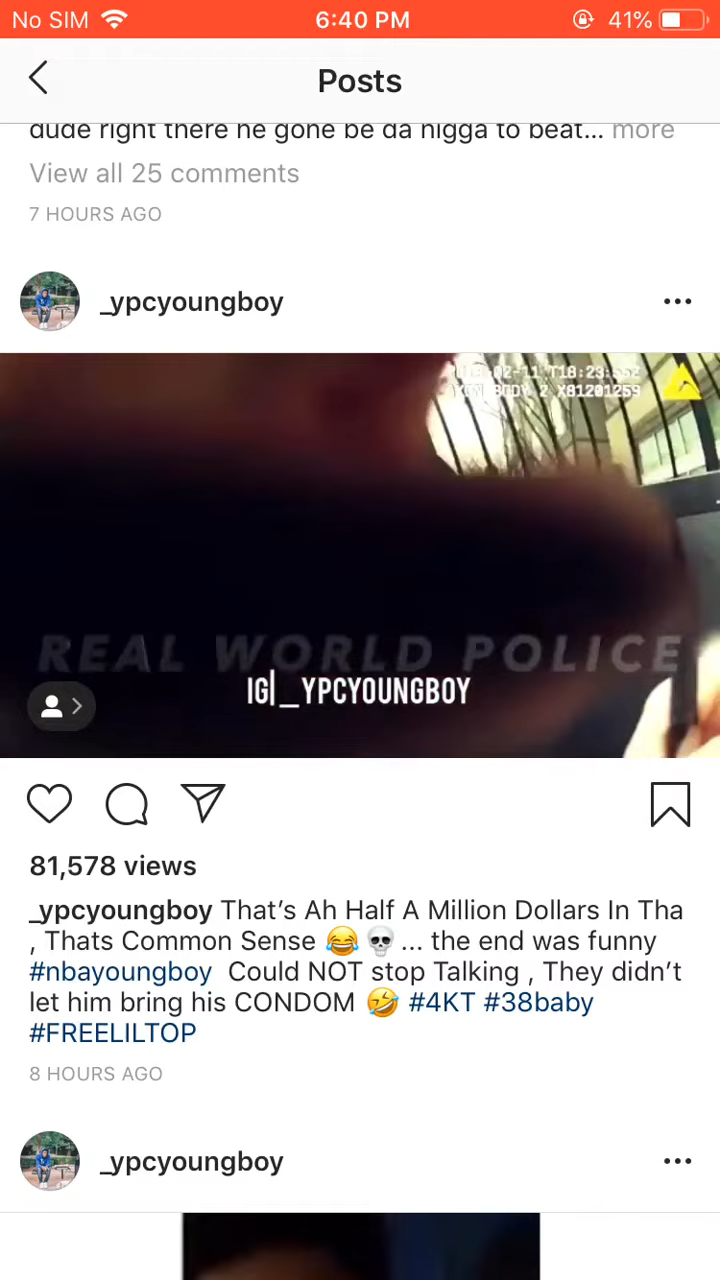 No SIM 6:40 PM 41%
Posts
dude right there he gone be da nigga to beat... more
View all 25 comments
7 HOURS AGO
_ypcyoungboy
BODY 2 X81201259
REAL WORLD POLICE
IG| _YPCYOUNGBOY
81,578 views
_ypcyoungboy That’s Ah Half A Million Dollars In Tha
, Thats Common Sense 😂💀... the end was funny
#nbayoungboy Could NOT stop Talking , They didn’t
let him bring his CONDOM 🤣 #4KT #38baby
#FREELILTOP
8 HOURS AGO
_ypcyoungboy